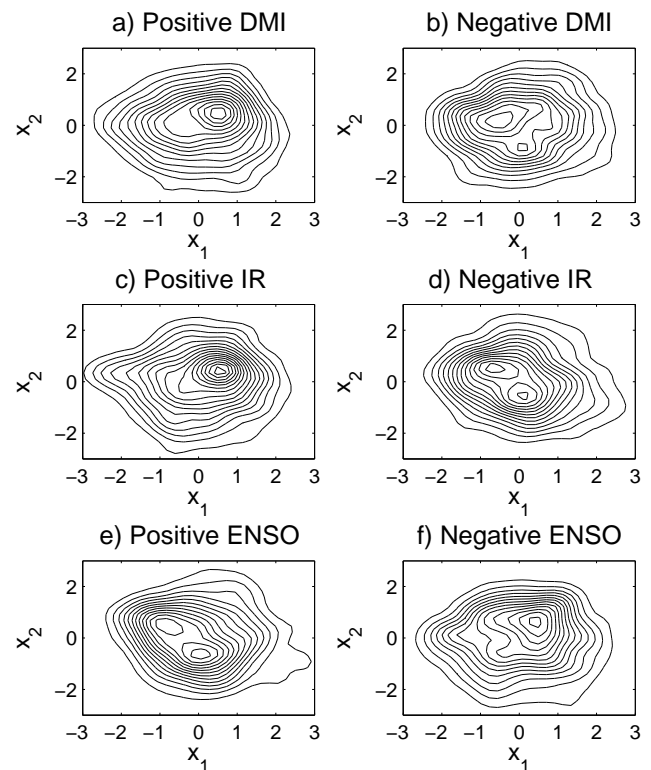 a) Positive DMI
b) Negative DMI
x2
2
0
−2
−3 −2 −1 0 1 2 3
x1
x2
2
0
−2
−3 −2 −1 0 1 2 3
x1
c) Positive IR
d) Negative IR
x2
2
0
−2
−3 −2 −1 0 1 2 3
x1
x2
2
0
−2
−3 −2 −1 0 1 2 3
x1
e) Positive ENSO
f) Negative ENSO
x2
2
0
−2
−3 −2 −1 0 1 2 3
x1
x2
2
0
−2
−3 −2 −1 0 1 2 3
x1